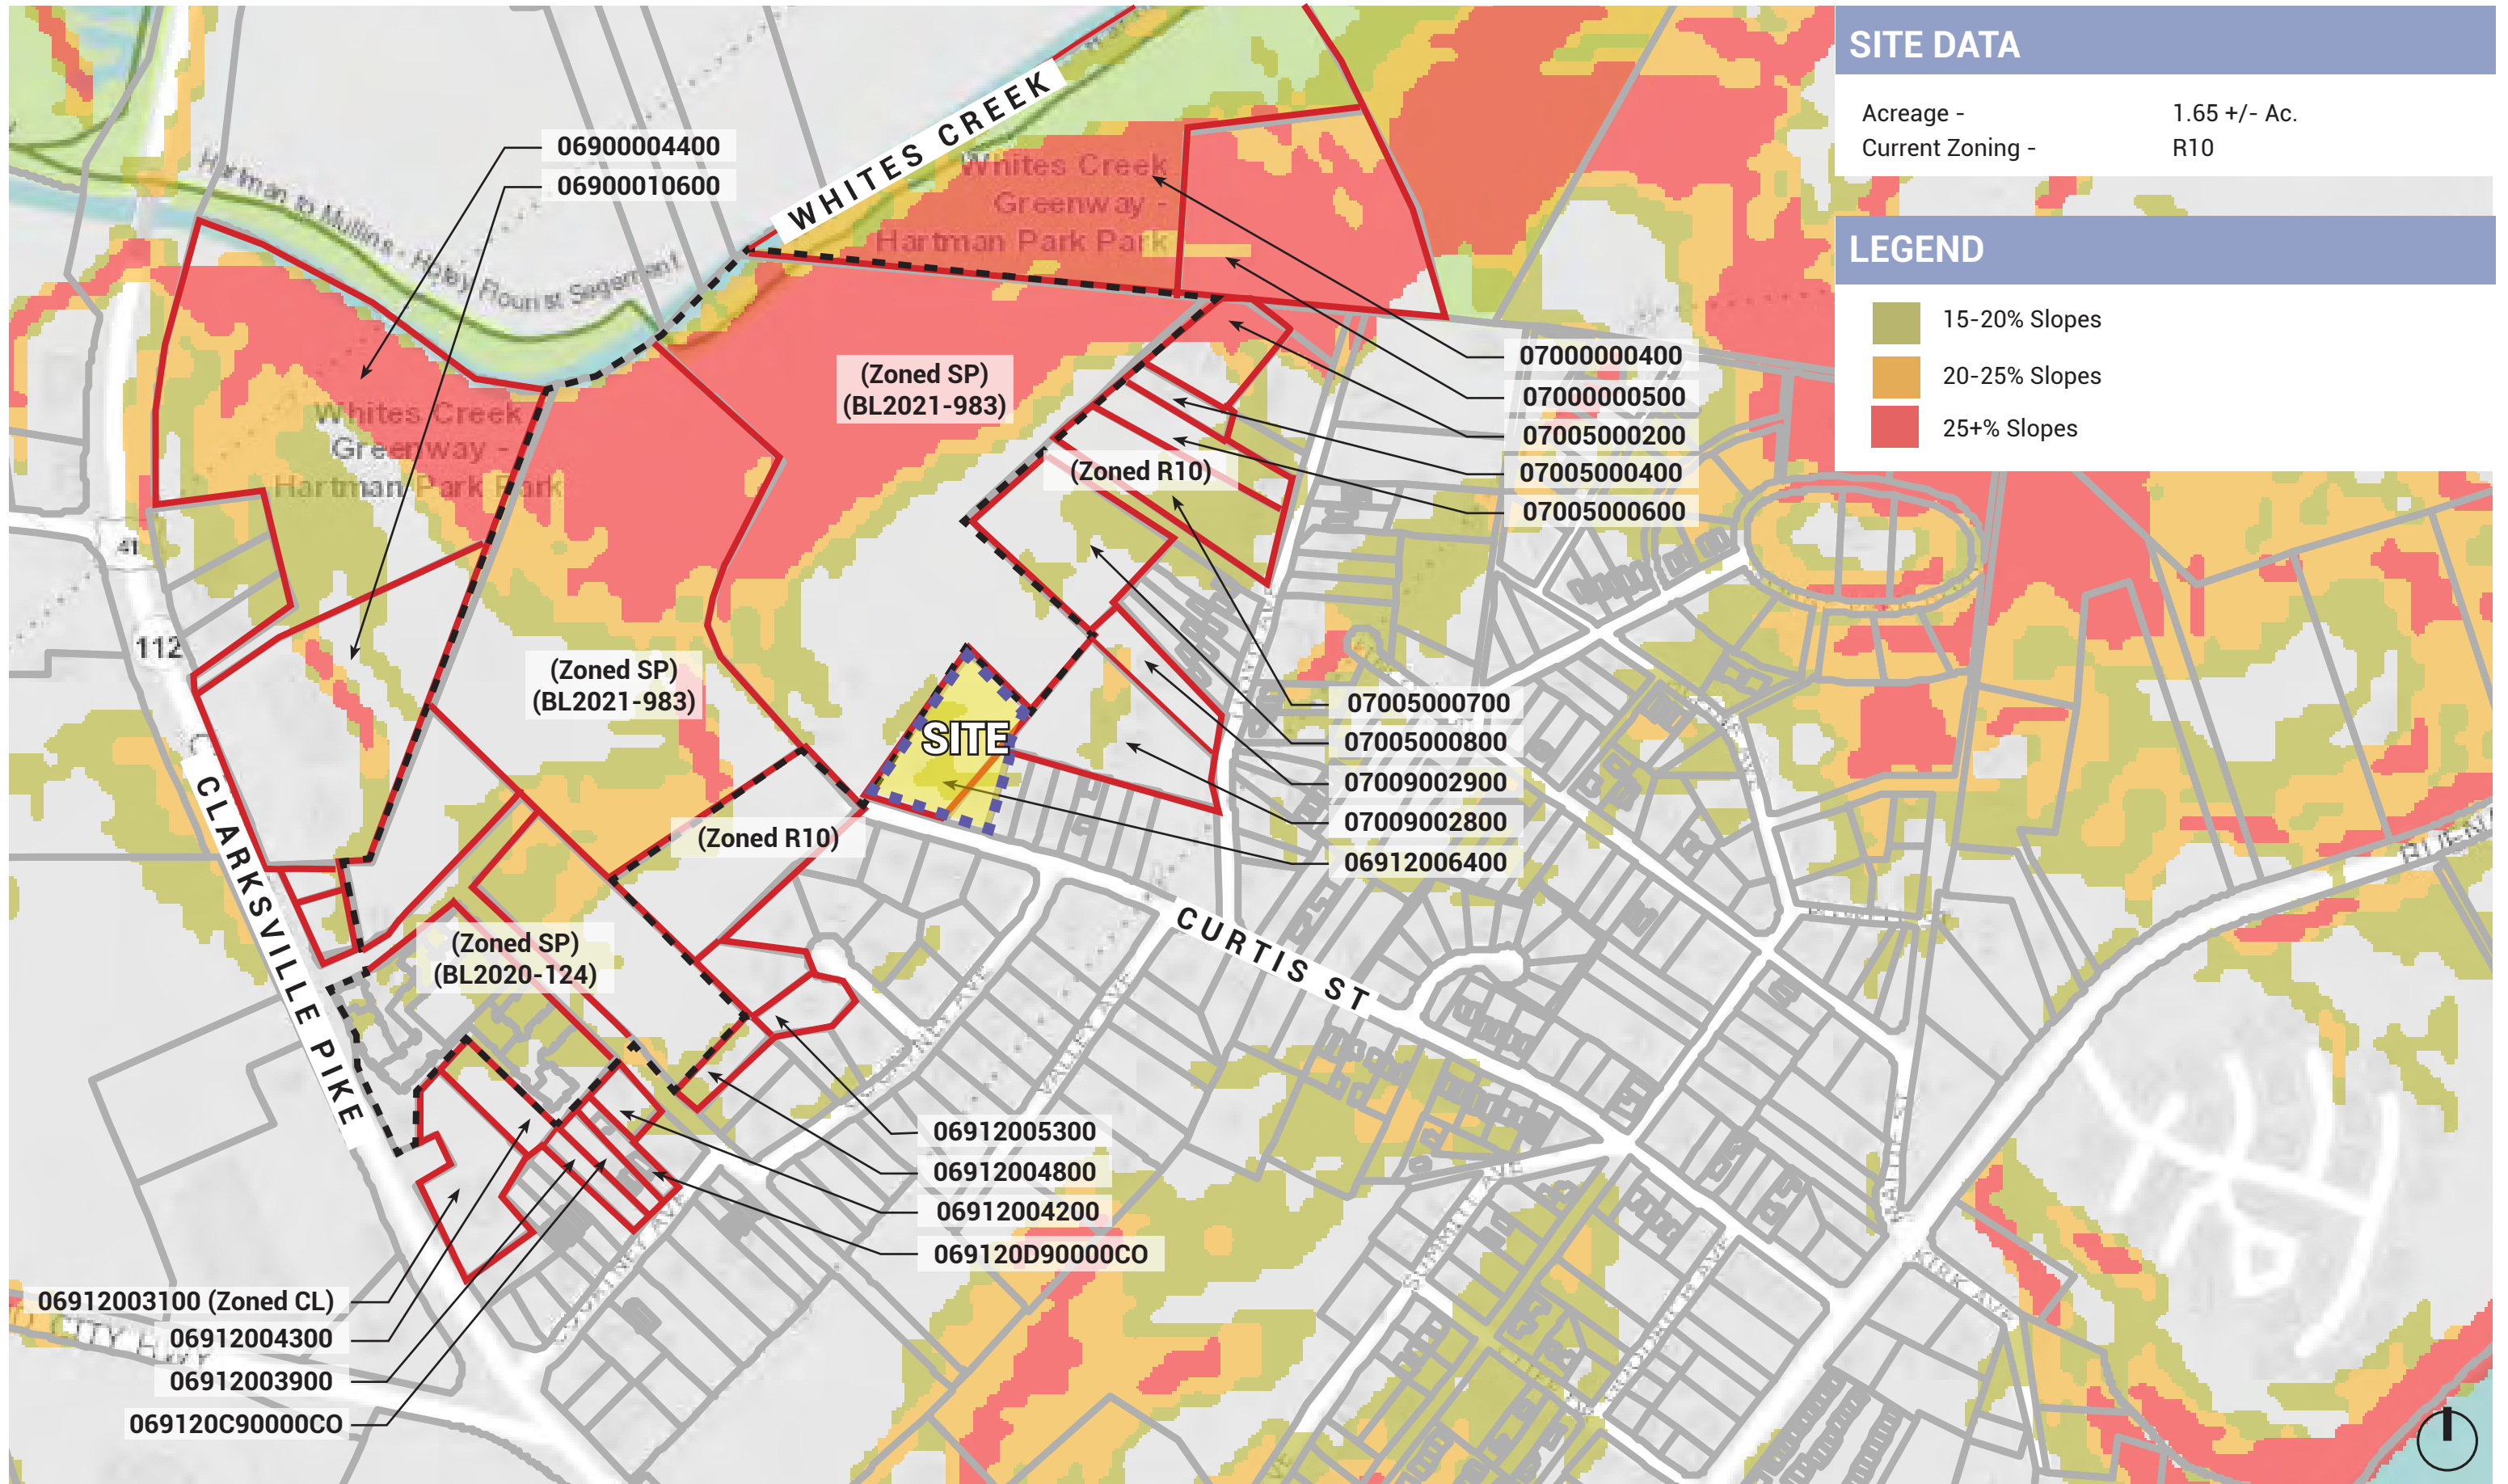 SITE DATA
Acreage - 1.65 +/- Ac.
Current Zoning - R10
LEGEND
15-20% Slopes
20-25% Slopes
25+% Slopes
WHITES CREEK
06900004400
06900010600
Hartman to Mullins -
Segement
Whites Creek
Greenway -
Hartman Park Park
Whites Creek
Greenway -
Hartman Park Park
(Zoned SP)
(BL2021-983)
07000000400
07000000500
07005000200
07005000400
07005000600
(Zoned R10)
41
112
(Zoned SP)
(BL2021-983)
SITE
07005000700
07005000800
07009002900
07009002800
06912006400
(Zoned R10)
CLARKSVILLE PIKE
CURTIS ST
(Zoned SP)
(BL2020-124)
06912005300
06912004800
06912004200
069120D90000CO
06912003100 (Zoned CL)
06912004300
06912003900
069120C90000CO